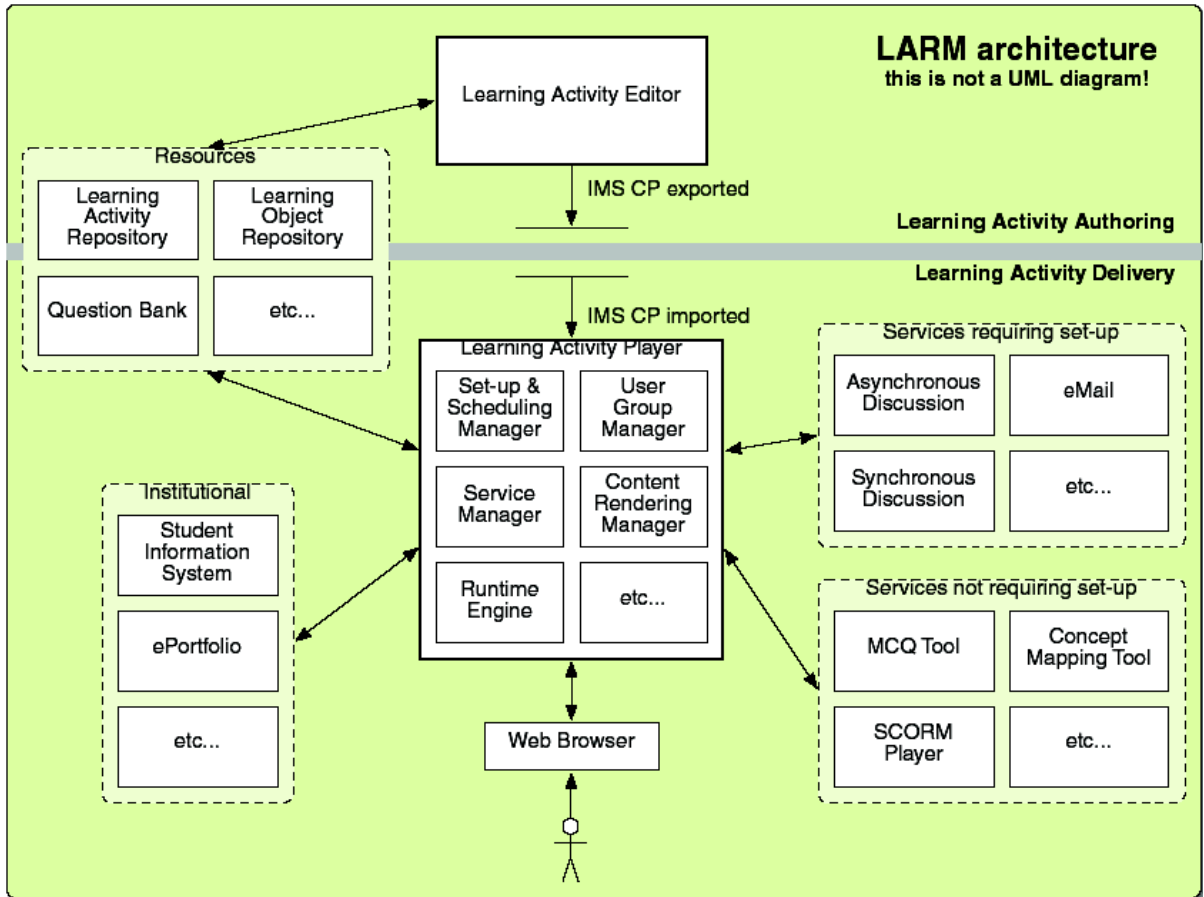 LARM architecture
this is not a UML diagram!
Learning Activity Editor
Resources
Learning
Activity
Repository
Learning
Object
Repository
Question Bank
etc...
IMS CP exported
Learning Activity Authoring
Learning Activity Delivery
IMS CP imported
Learning Activity Player
Set-up &
Scheduling
Manager
User
Group
Manager
Service
Manager
Content
Rendering
Manager
Runtime
Engine
etc...
Services requiring set-up
Asynchronous
Discussion
eMail
Synchronous
Discussion
etc...
Institutional
Student
Information
System
ePortfolio
etc...
Services not requiring set-up
MCQ Tool
Concept
Mapping Tool
SCORM
Player
etc...
Web Browser